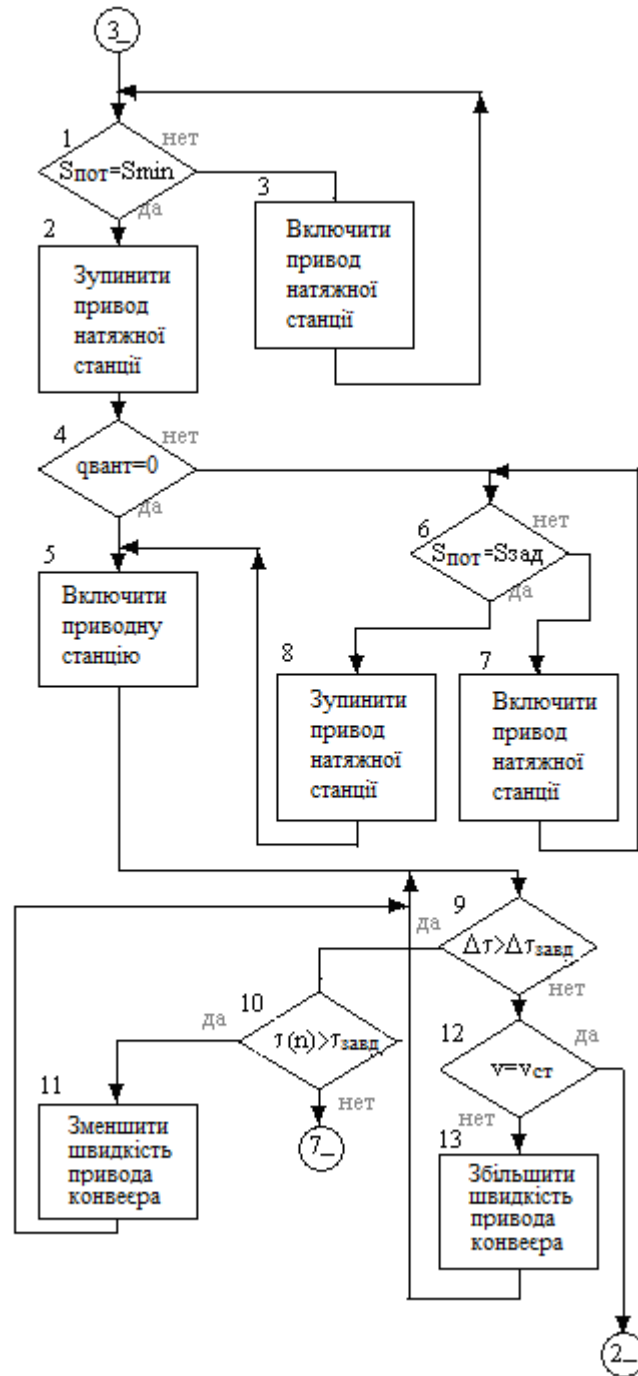 3_
1
нет
Sпот=Smin
да
2
Зупинити
привод
натяжної
станції
3
Включити
привод
натяжної
станції
4
нет
qвант=0
да
5
Включити
приводну
станцію
6
нет
Sпот=Sзад
да
8
Зупинити
привод
натяжної
станції
7
Включити
привод
натяжної
станції
9
да
Δτ>Δτзавд
нет
10
да
τ(n)>τзавд
нет
7_
11
Зменшити
швидкість
привода
конвеєра
12
да
v=vст
нет
13
Збільшити
швидкість
привода
конвеєра
2_